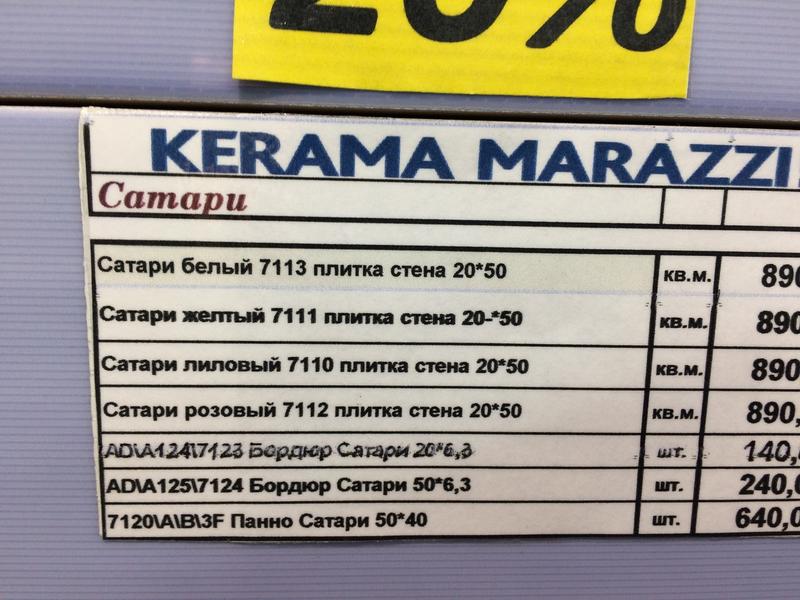 20%
KERAMA MARAZZI
Сатари
Сатари белый 7113 плитка стена 20*50 кв.м. 890
Сатари желтый 7111 плитка стена 20-*50 кв.м. 890
Сатари лиловый 7110 плитка стена 20*50 кв.м. 890
Сатари розовый 7112 плитка стена 20*50 кв.м. 890,
AD\A124\7123 Бордюр Сатари 20*6,3 шт. 140,
AD\A125\7124 Бордюр Сатари 50*6,3 шт. 240,0
7120\A\B\3F Панно Сатари 50*40 шт. 640,0